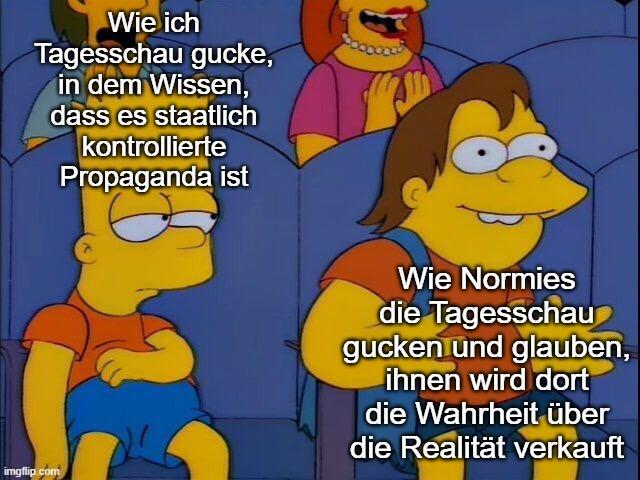 Wie ich
Tagesschau gucke,
in dem Wissen,
dass es staatlich
kontrollierte
Propaganda ist
Wie Normies
die Tagesschau
gucken und glauben,
ihnen wird dort
die Wahrheit über
die Realität verkauft
imgflip.com